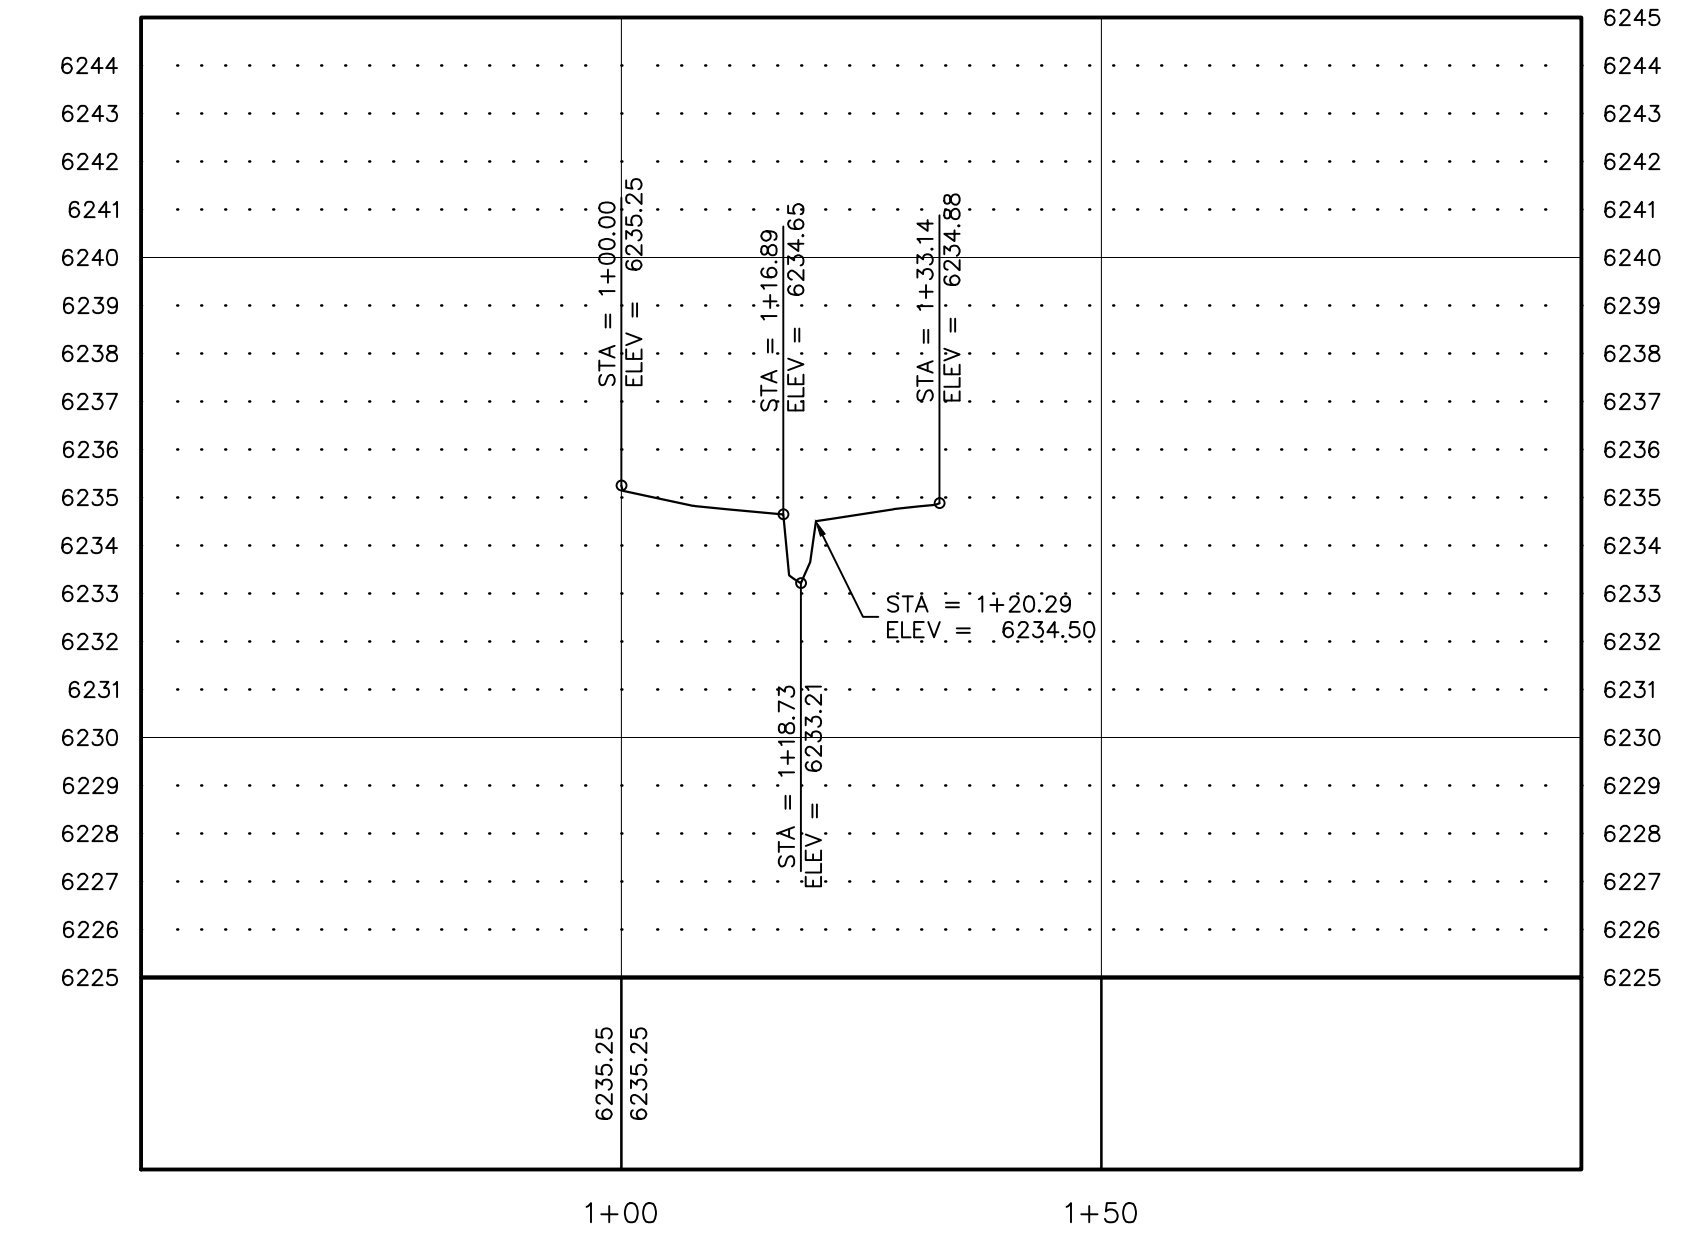 6245
6244 6244
6243 6243
6242 6242
6241 6241
6240 6240
6239 6239
6238 6238
6237 6237
6236 6236
6235 6235
6234 6234
6233 6233
6232 6232
6231 6231
6230 6230
6229 6229
6228 6228
6227 6227
6226 6226
6225 6225
STA = 1+00.00
ELEV = 6235.25
STA = 1+16.89
ELEV = 6234.65
STA = 1+33.14
ELEV = 6234.88
STA = 1+20.29
ELEV = 6234.50
STA = 1+18.73
ELEV = 6233.21
6235.25
6235.25
1+00 1+50